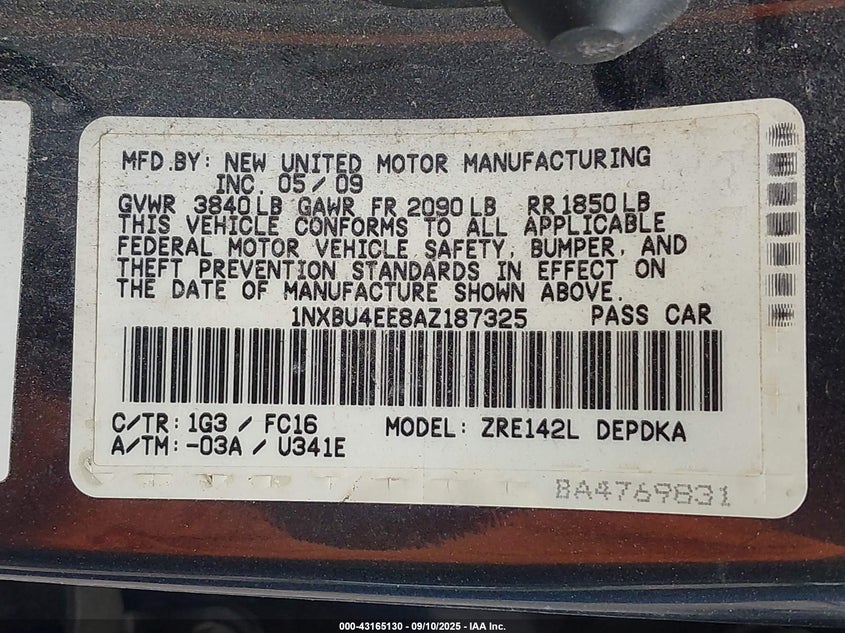 MFD.BY: NEW UNITED MOTOR MANUFACTURING
INC. 05/09
GVWR 3840LB GAWR FR 2090LB RR1850LB
THIS VEHICLE CONFORMS TO ALL APPLICABLE
FEDERAL MOTOR VEHICLE SAFETY, BUMPER, AND
THEFT PREVENTION STANDARDS IN EFFECT ON
THE DATE OF MANUFACTURE SHOWN ABOVE.
1NXBU4EE8AZ187325 PASS CAR
C/TR: 1G3 / FC16 MODEL: ZRE142L DEPDKA
A/TM: -03A / U341E
BA4769831
000-43165130 - 09/10/2025 - IAA Inc.